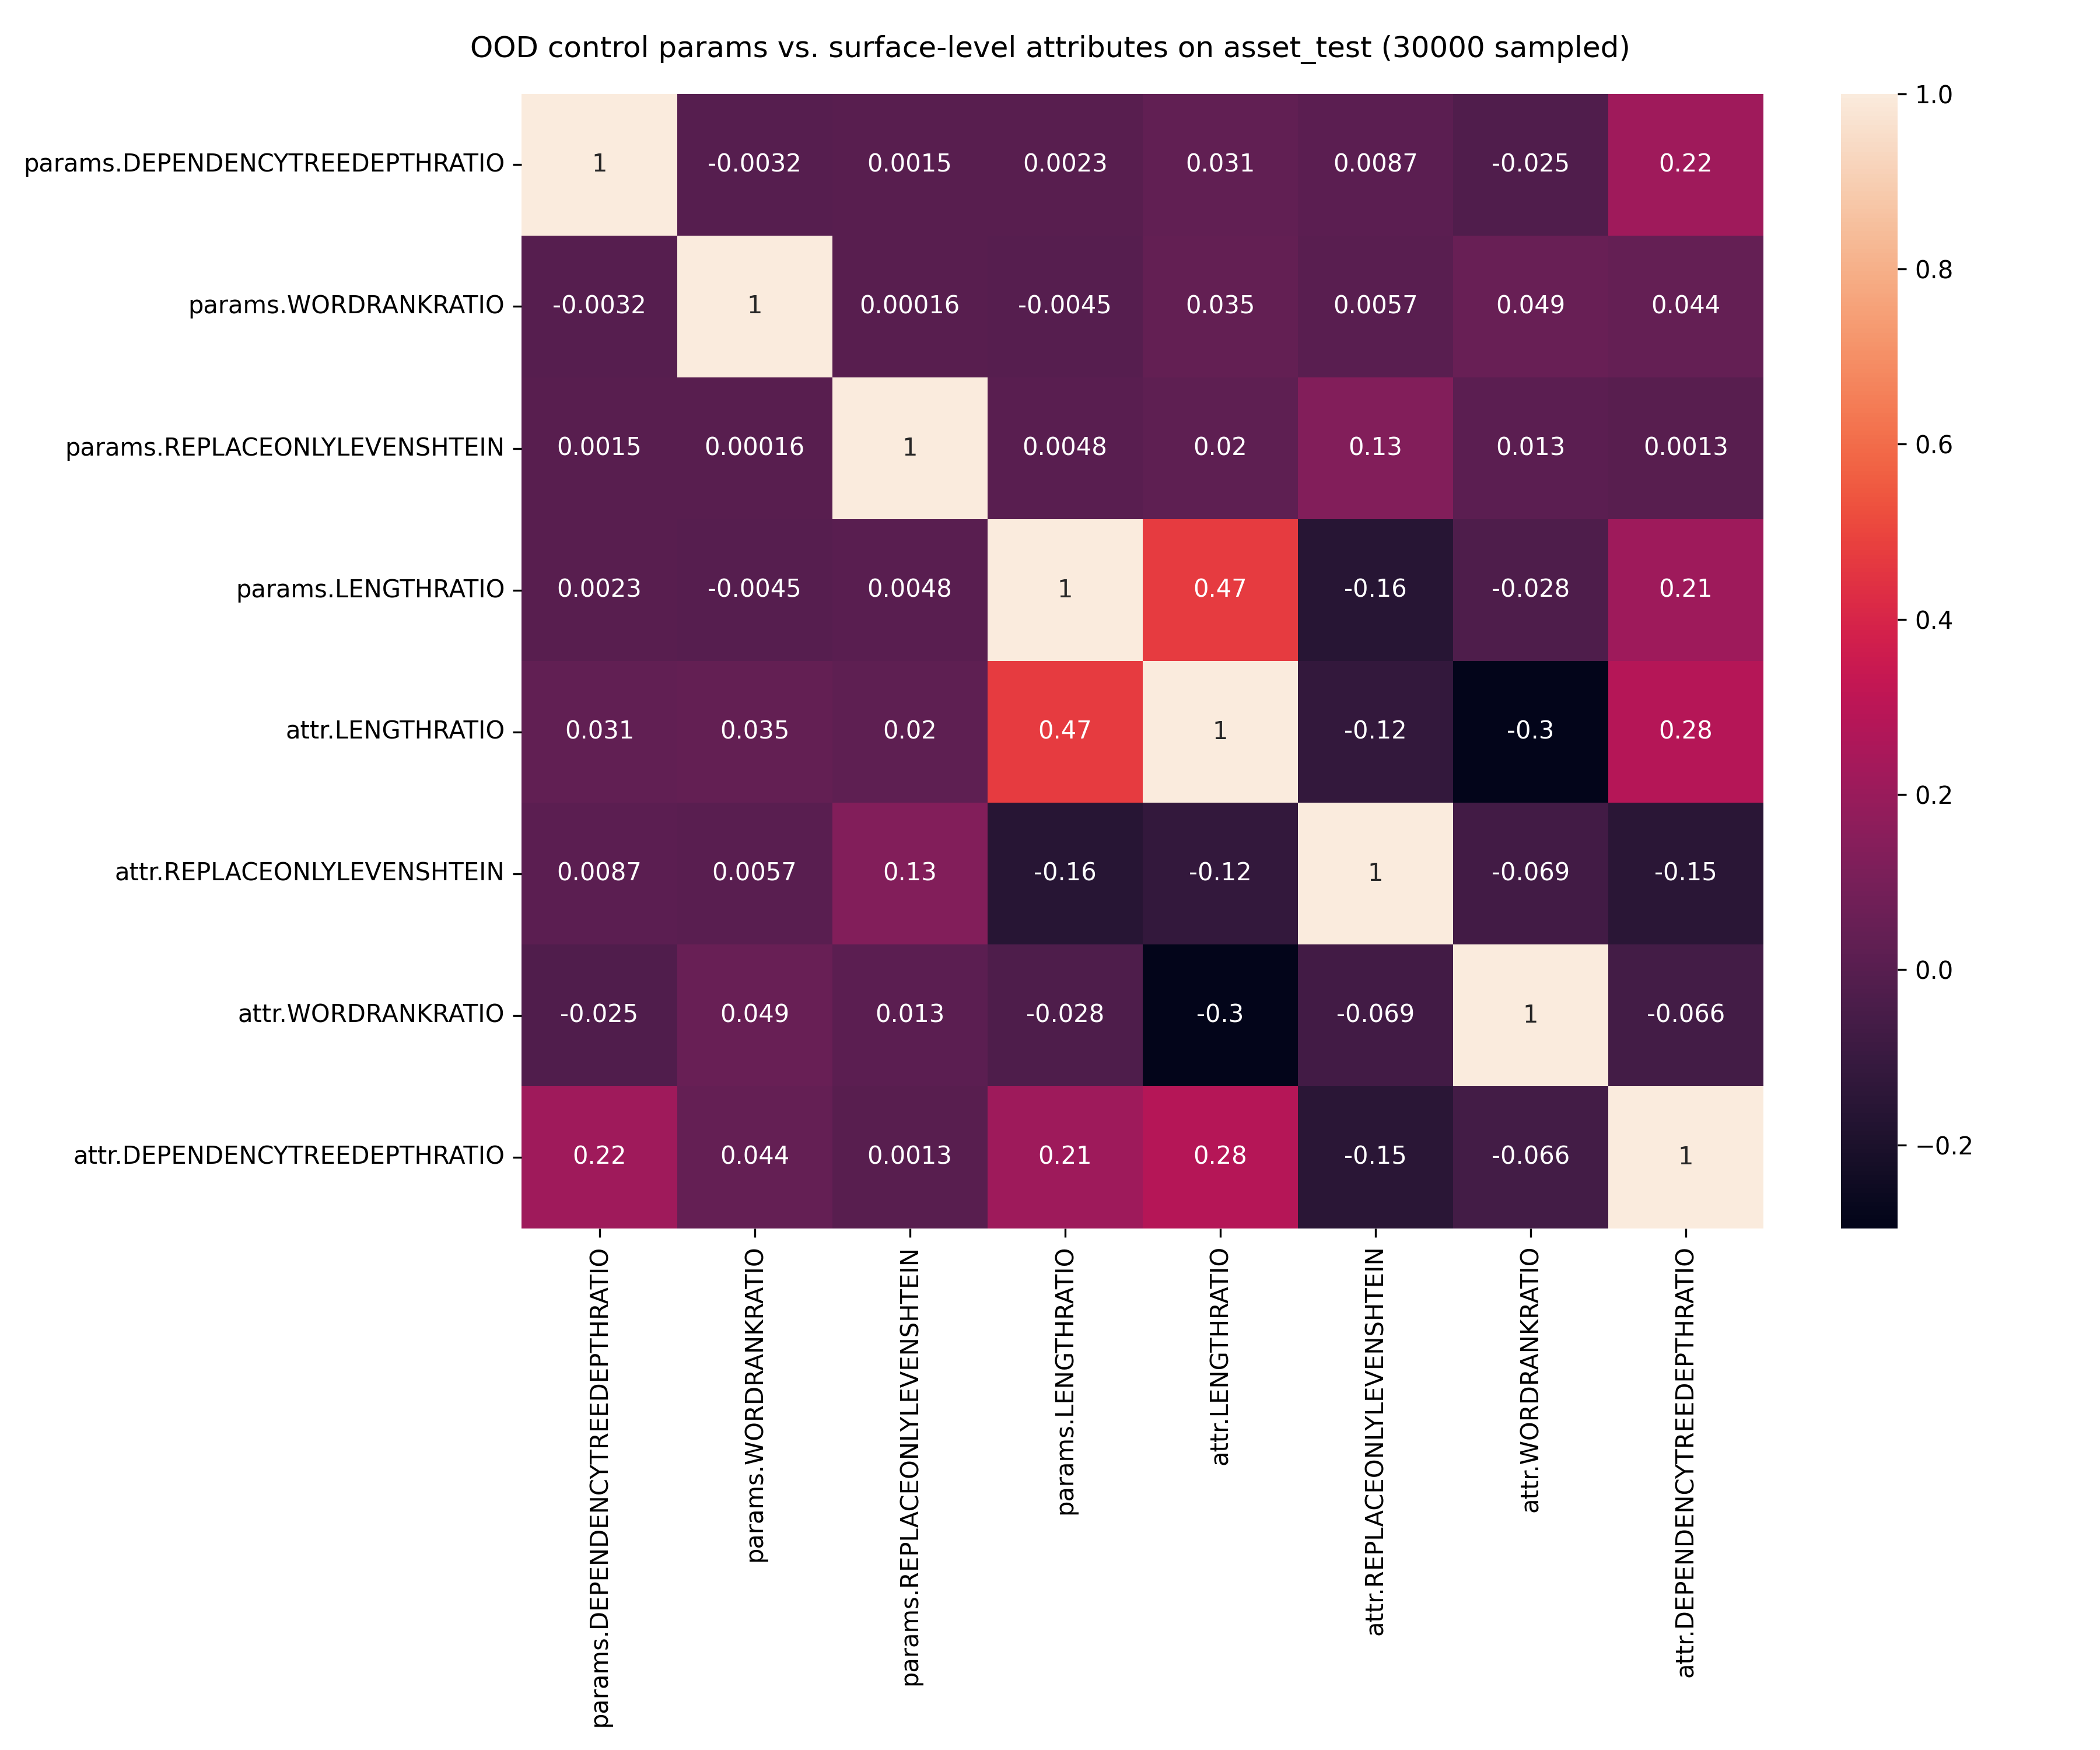 OOD control params vs. surface-level attributes on asset_test (30000 sampled)
params.DEPENDENCYTREEDEPTHRATIO 1 -0.0032 0.0015 0.0023 0.031 0.0087 -0.025 0.22
params.WORDRANKRATIO -0.0032 1 0.00016 -0.0045 0.035 0.0057 0.049 0.044
params.REPLACEONLYLEVENSHTEIN 0.0015 0.00016 1 0.0048 0.02 0.13 0.013 0.0013
params.LENGTHRATIO 0.0023 -0.0045 0.0048 1 0.47 -0.16 -0.028 0.21
attr.LENGTHRATIO 0.031 0.035 0.02 0.47 1 -0.12 -0.3 0.28
attr.REPLACEONLYLEVENSHTEIN 0.0087 0.0057 0.13 -0.16 -0.12 1 -0.069 -0.15
attr.WORDRANKRATIO -0.025 0.049 0.013 -0.028 -0.3 -0.069 1 -0.066
attr.DEPENDENCYTREEDEPTHRATIO 0.22 0.044 0.0013 0.21 0.28 -0.15 -0.066 1
params.DEPENDENCYTREEDEPTHRATIO
params.WORDRANKRATIO
params.REPLACEONLYLEVENSHTEIN
params.LENGTHRATIO
attr.LENGTHRATIO
attr.REPLACEONLYLEVENSHTEIN
attr.WORDRANKRATIO
attr.DEPENDENCYTREEDEPTHRATIO
1.0
0.8
0.6
0.4
0.2
0.0
−0.2